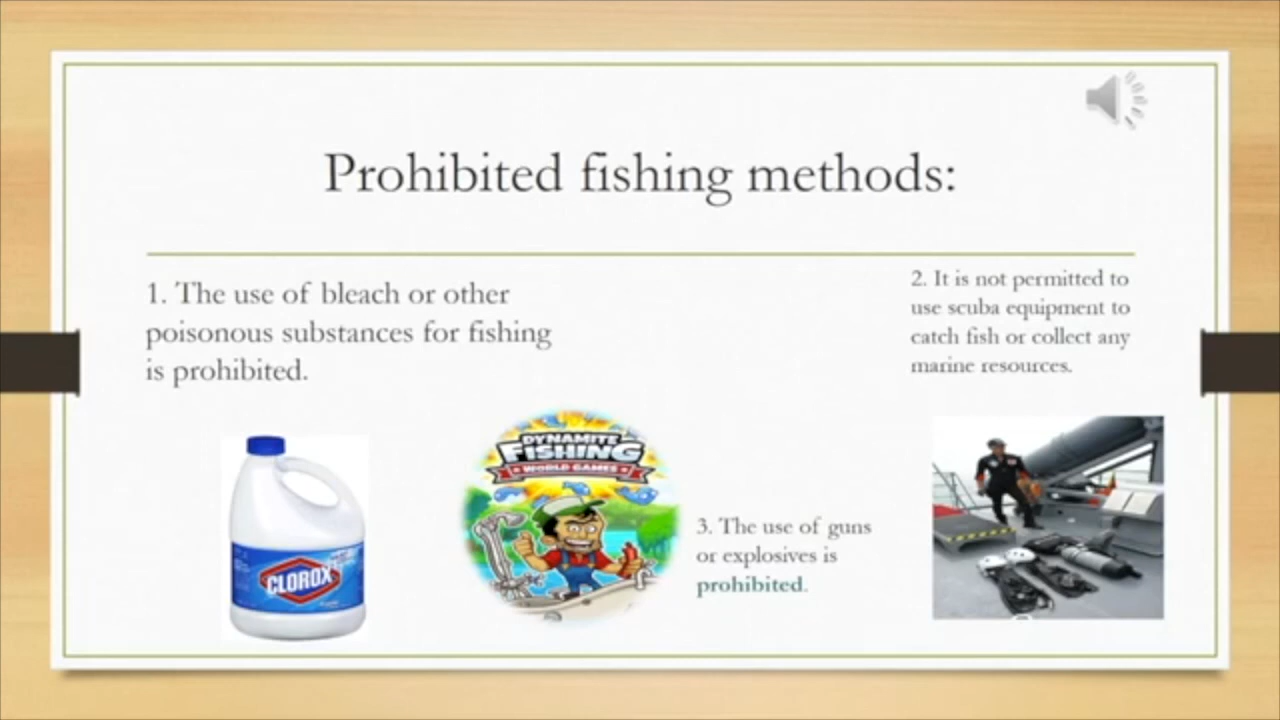 Prohibited fishing methods:
1. The use of bleach or other
poisonous substances for fishing
is prohibited.
2. It is not permitted to
use scuba equipment to
catch fish or collect any
marine resources.
DYNAMITE
FISHING
WORLD GAMES
3. The use of guns
or explosives is
prohibited.
CLOROX